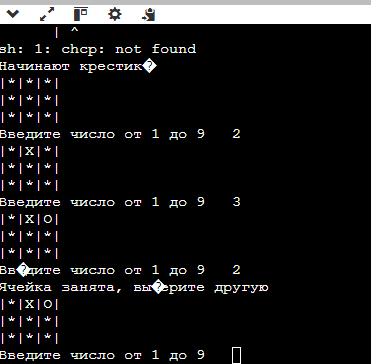 | ^
sh: 1: chcp: not found
Начинают крестик�
|*|*|*|
|*|*|*|
|*|*|*|
Введите число от 1 до 9 2
|*|X|*|
|*|*|*|
|*|*|*|
Введите число от 1 до 9 3
|*|X|O|
|*|*|*|
|*|*|*|
Вв�дите число от 1 до 9 2
Ячейка занята, вы�ерите другую
|*|X|O|
|*|*|*|
|*|*|*|
Введите число от 1 до 9